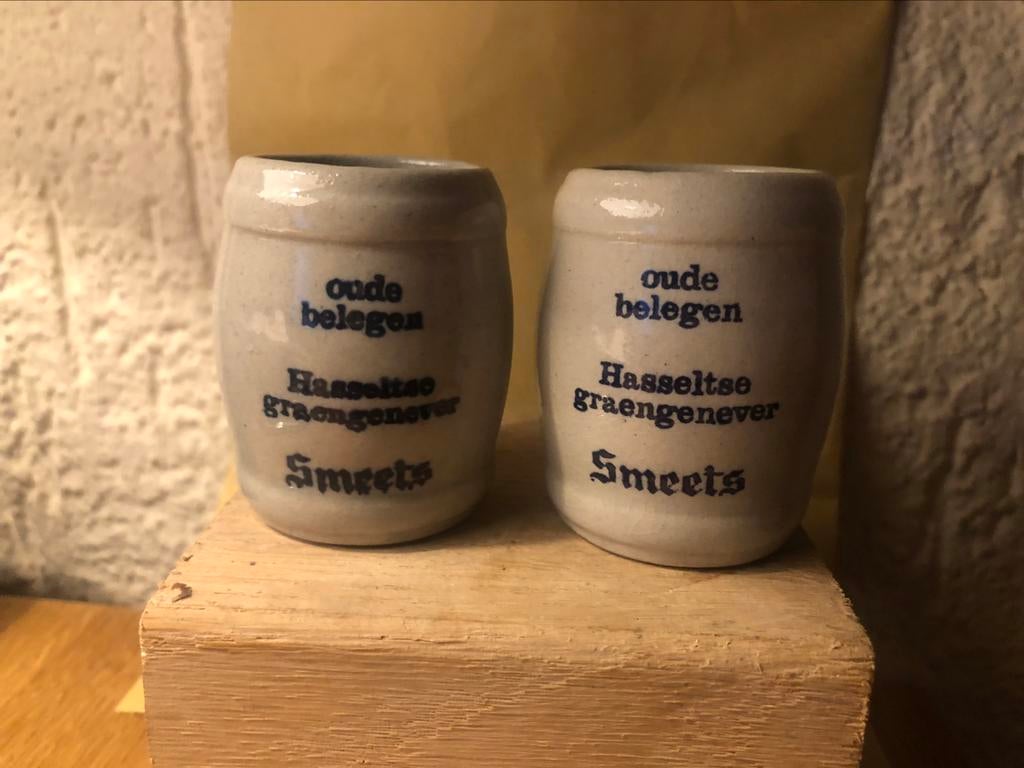 oude
belegen
Hasseltse
graengenever
Smeets
oude
belegen
Hasseltse
graengenever
Smeets